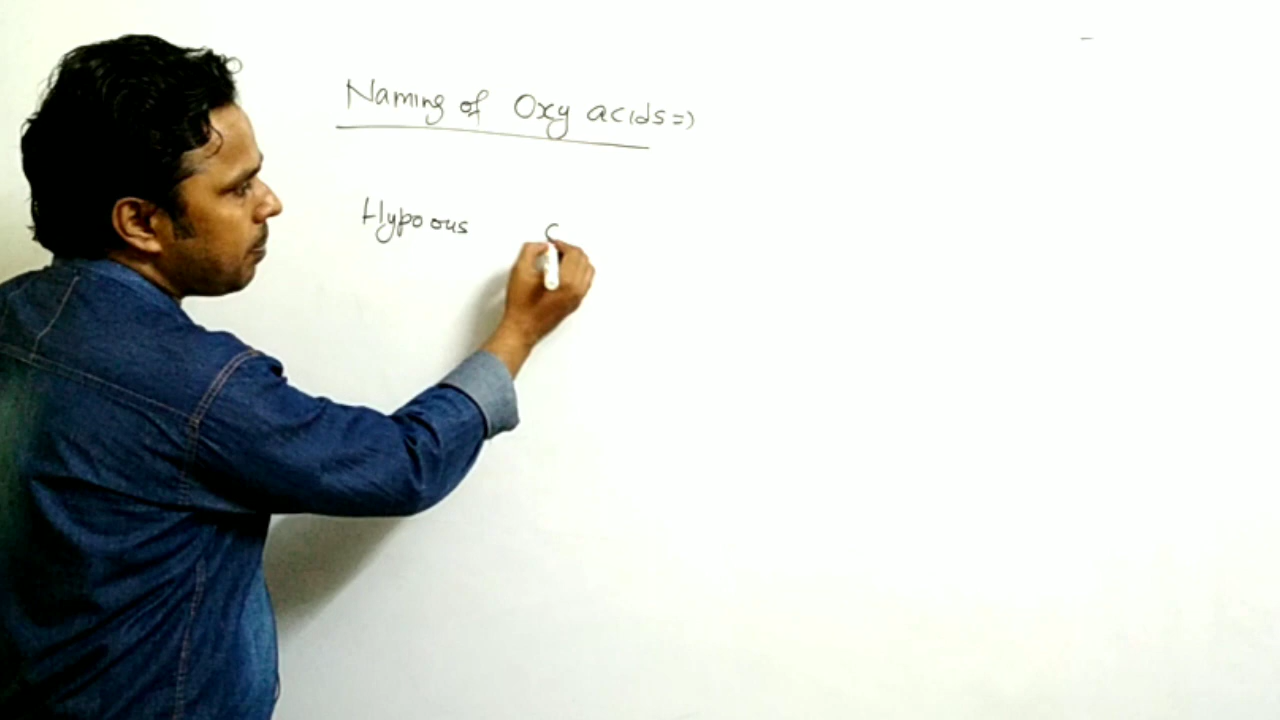 Naming of Oxy acids =)
Hypo ous